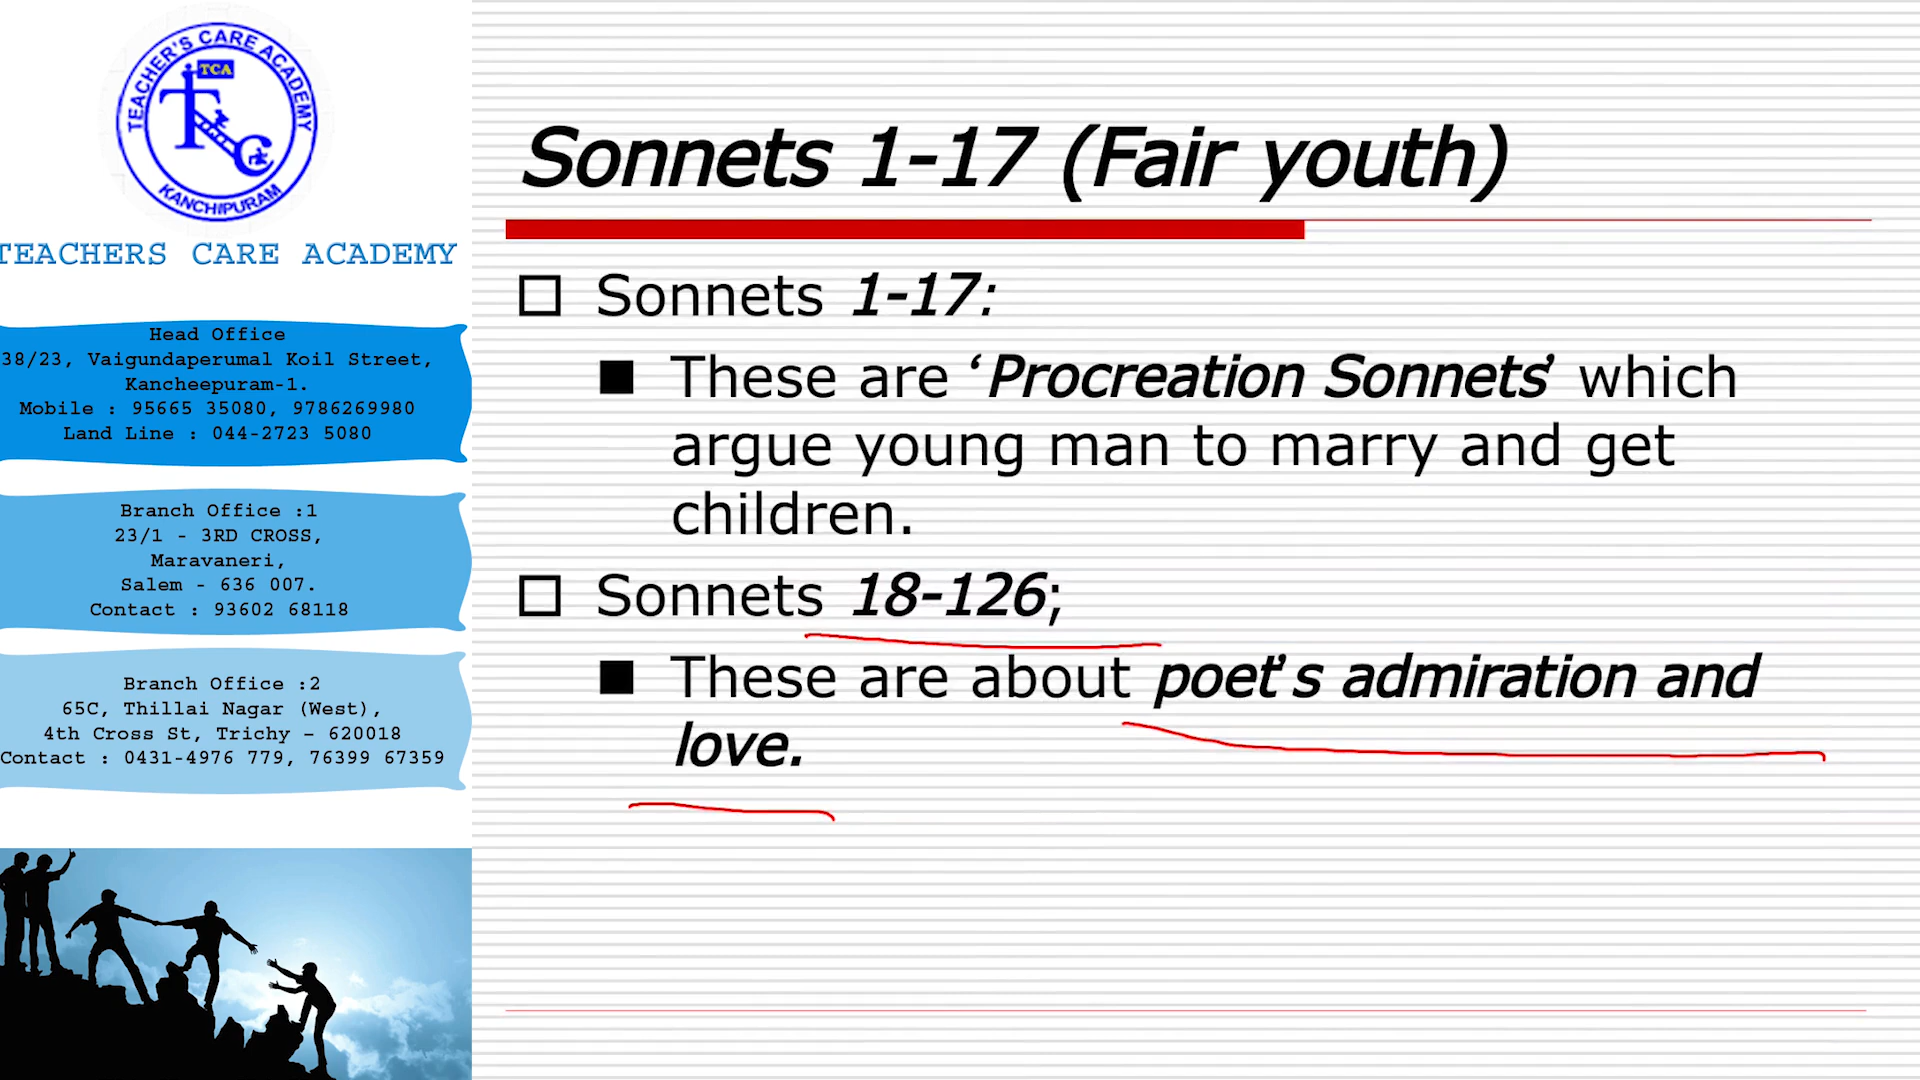 TEACHER'S CARE ACADEMY
TCA
KANCHIPURAM
TEACHERS CARE ACADEMY
Head Office
38/23, Vaigundaperumal Koil Street,
Kancheepuram-1.
Mobile : 95665 35080, 9786269980
Land Line : 044-2723 5080
Branch Office :1
23/1 - 3RD CROSS,
Maravaneri,
Salem - 636 007.
Contact : 93602 68118
Branch Office :2
65C, Thillai Nagar (West),
4th Cross St, Trichy – 620018
Contact : 0431-4976 779, 76399 67359
Sonnets 1-17 (Fair youth)
Sonnets 1-17:
These are ‘Procreation Sonnets’ which
argue young man to marry and get
children.
Sonnets 18-126;
These are about poet’s admiration and
love.